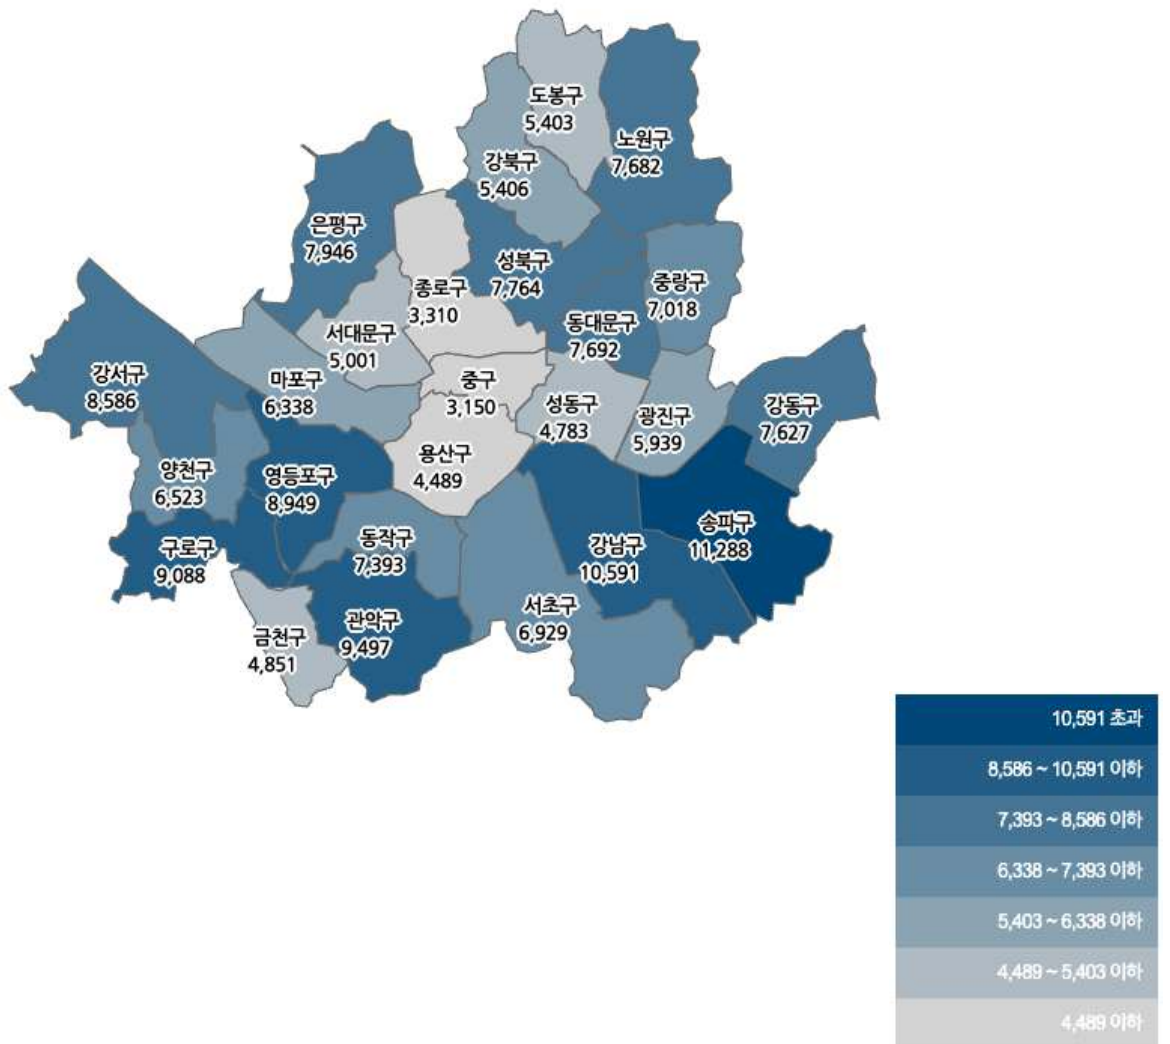 도봉구
5,403
노원구
7,682
강북구
5,406
은평구
7,946
성북구
7,764
중랑구
7,018
종로구
3,310
동대문구
7,692
서대문구
5,001
강서구
8,586
마포구
6,338
중구
3,150
성동구
4,783
광진구
5,939
강동구
7,627
용산구
4,489
양천구
6,523
영등포구
8,949
송파구
11,288
동작구
7,393
강남구
10,591
구로구
9,088
서초구
6,929
관악구
9,497
금천구
4,851
10,591 초과
8,586 ~ 10,591 이하
7,393 ~ 8,586 이하
6,338 ~ 7,393 이하
5,403 ~ 6,338 이하
4,489 ~ 5,403 이하
4,489 이하